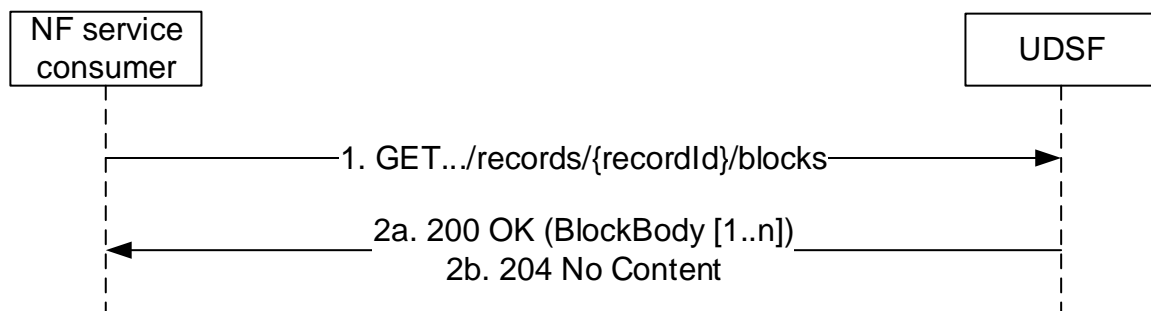 NF service
consumer
UDSF
1. GET.../records/{recordId}/blocks
2a. 200 OK (BlockBody [1..n])
2b. 204 No Content